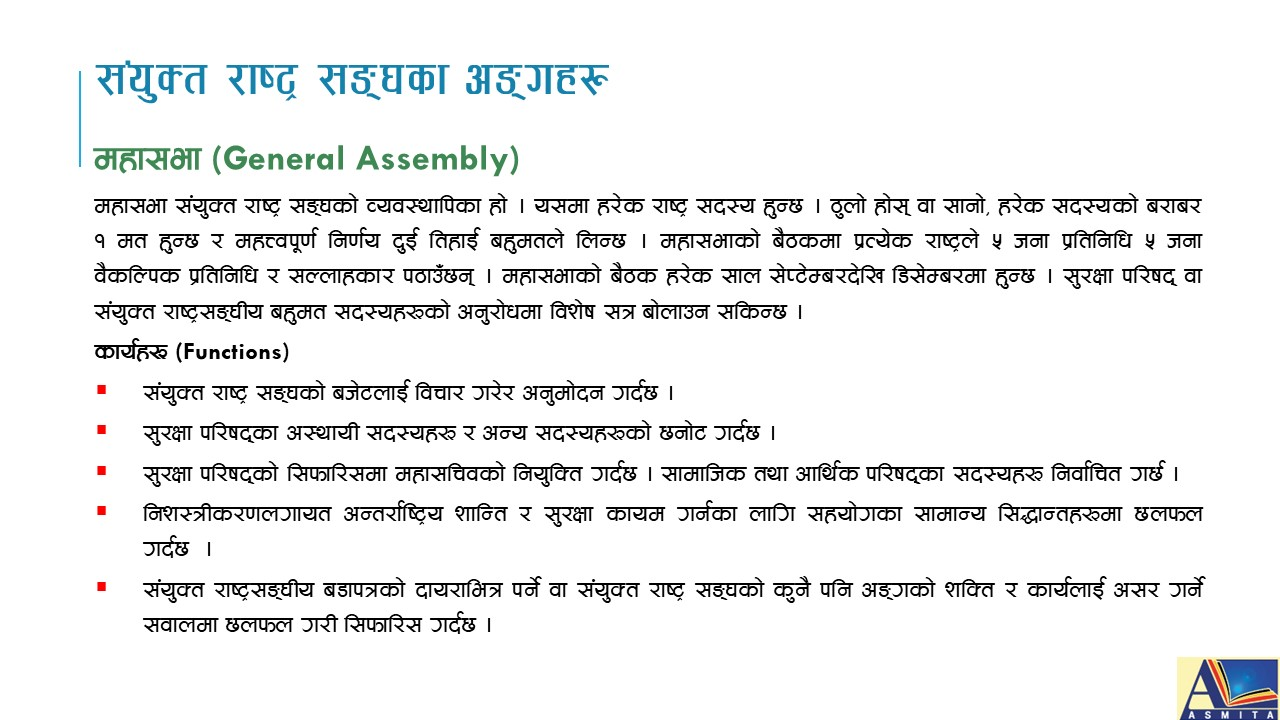 संयुक्त राष्ट्र सङ्घका अङ्गहरू
महासभा (General Assembly)
महासभा संयुक्त राष्ट्र सङ्घको व्यवस्थापिका हो । यसमा हरेक राष्ट्र सदस्य हुन्छ । ठुलो होस् वा सानो, हरेक सदस्यको बराबर
१ मत हुन्छ र महत्त्वपूर्ण निर्णय दुई तिहाई बहुमतले लिन्छ । महासभाको बैठकमा प्रत्येक राष्ट्रले ५ जना प्रतिनिधि ५ जना
वैकल्पिक प्रतिनिधि र सल्लाहकार पठाउँछन् । महासभाको बैठक हरेक साल सेप्टेम्बरदेखि डिसेम्बरमा हुन्छ । सुरक्षा परिषद् वा
संयुक्त राष्ट्रसङ्घीय बहुमत सदस्यहरुको अनुरोधमा विशेष सत्र बोलाउन सकिन्छ ।
कार्यहरु (Functions)
▪ संयुक्त राष्ट्र सङ्घको बजेटलाई विचार गरेर अनुमोदन गर्दछ ।
▪ सुरक्षा परिषद्का अस्थायी सदस्यहरु र अन्य सदस्यहरुको छनोट गर्दछ ।
▪ सुरक्षा परिषद्को सिफारिसमा महासचिवको नियुक्ति गर्दछ । सामाजिक तथा आर्थिक परिषद्का सदस्यहरु निर्वाचित गर्छ ।
▪ निशस्त्रीकरणलगायत अन्तर्राष्ट्रिय शान्ति र सुरक्षा कायम गर्नका लागि सहयोगका सामान्य सिद्धान्तहरुमा छलफल
गर्दछ ।
▪ संयुक्त राष्ट्रसङ्घीय बडापत्रको दायराभित्र पर्ने वा संयुक्त राष्ट्र सङ्घको कुनै पनि अङ्गको शक्ति र कार्यलाई असर गर्ने
सवालमा छलफल गरी सिफारिस गर्दछ ।
ASMITA